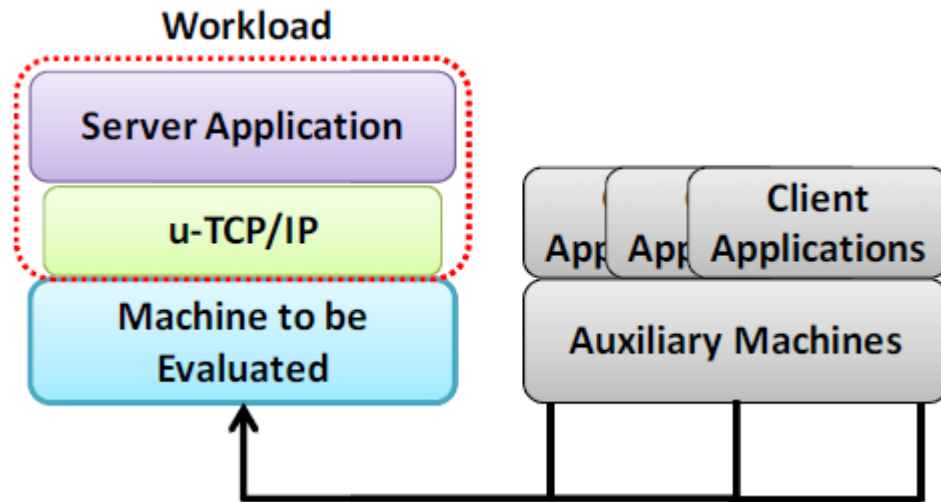 Workload
Server Application
u-TCP/IP
Machine to be
Evaluated
Client
Applications
Auxiliary Machines